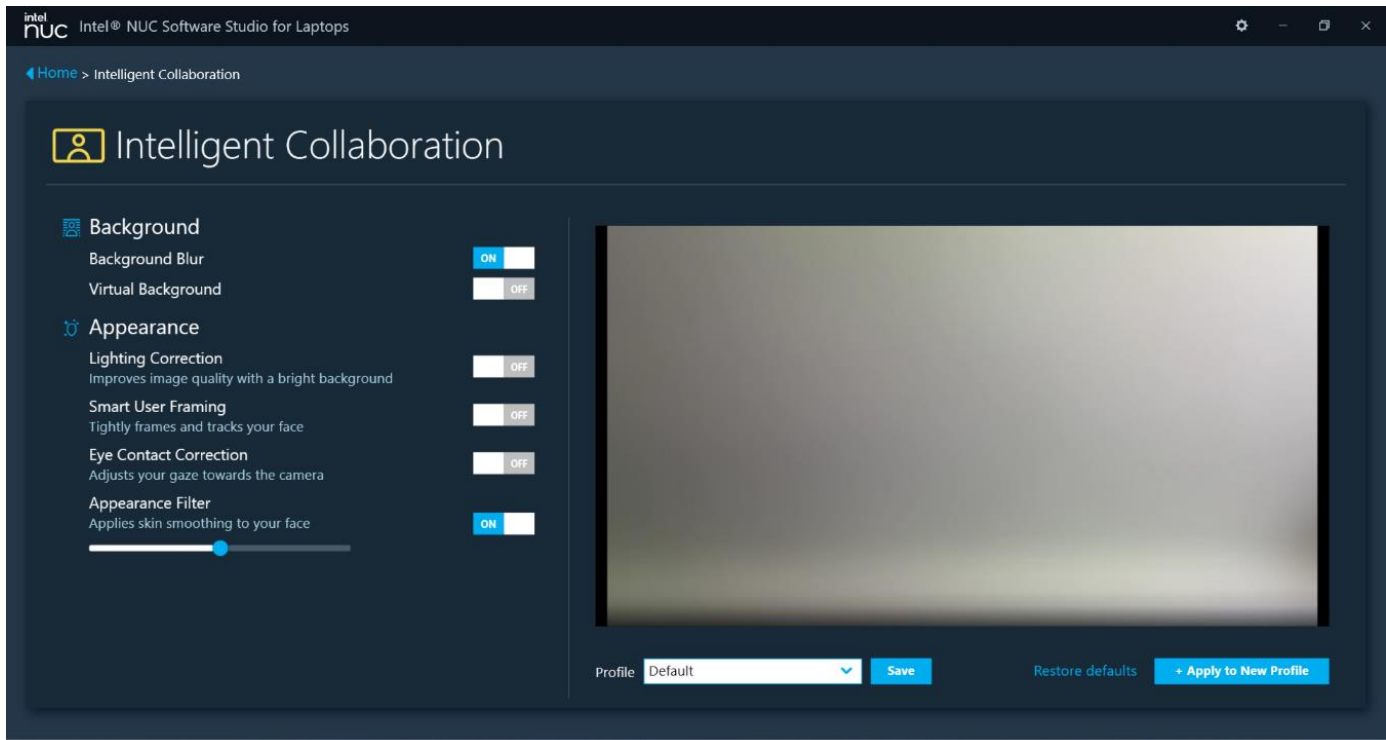 intel
nuc
Intel® NUC Software Studio for Laptops
Home > Intelligent Collaboration
Intelligent Collaboration
Background
Background Blur
ON
Virtual Background
OFF
Appearance
Lighting Correction
OFF
Improves image quality with a bright background
Smart User Framing
OFF
Tightly frames and tracks your face
Eye Contact Correction
OFF
Adjusts your gaze towards the camera
Appearance Filter
Applies skin smoothing to your face
ON
Profile Default Save Restore defaults + Apply to New Profile